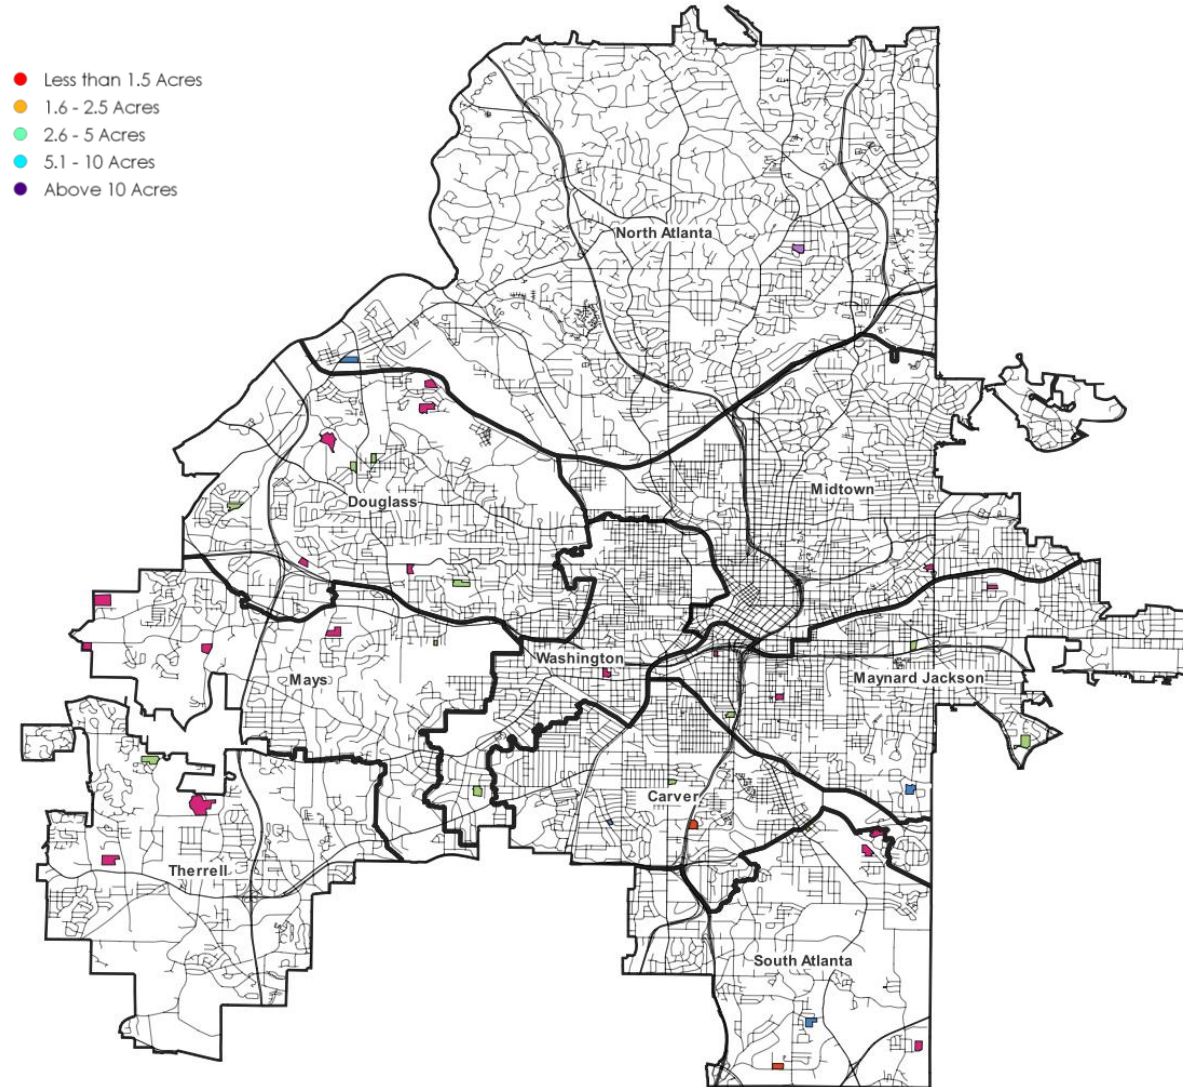 Less than 1.5 Acres
1.6 - 2.5 Acres
2.6 - 5 Acres
5.1 - 10 Acres
Above 10 Acres
North Atlanta
Midtown
Douglass
Washington
Maynard Jackson
Mays
Carver
Therrell
South Atlanta